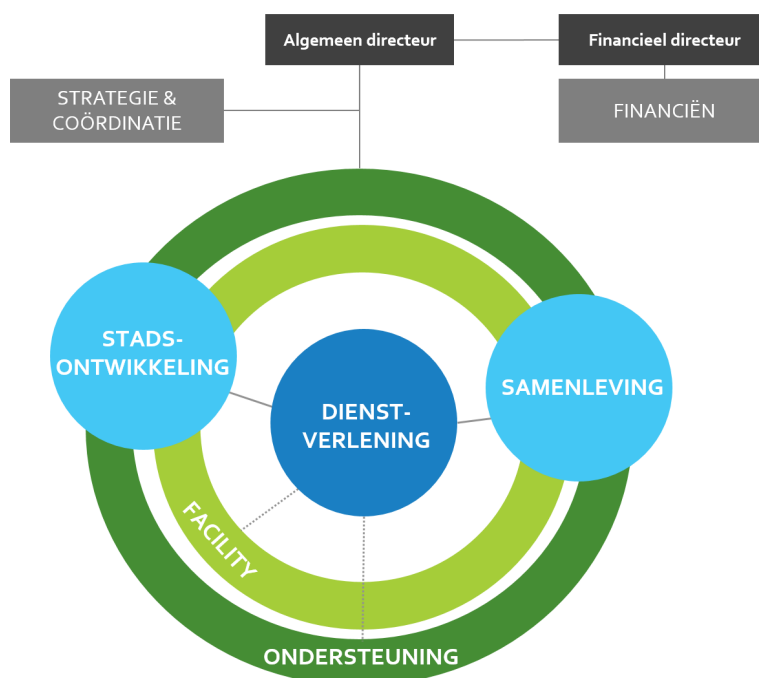 Algemeen directeur
Financieel directeur
STRATEGIE &
COÖRDINATIE
FINANCIËN
STADS-
ONTWIKKELING
SAMENLEVING
DIENST-
VERLENING
FACILITY
ONDERSTEUNING